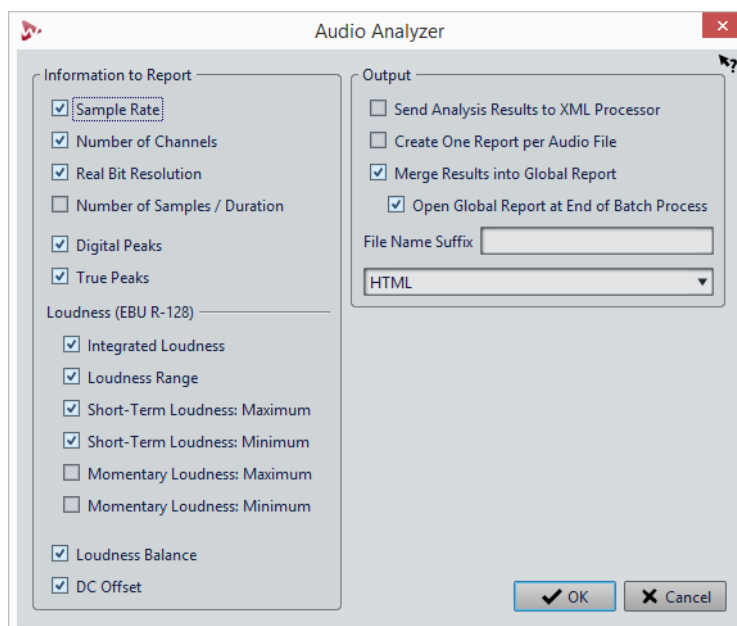 Audio Analyzer
Information to Report
Sample Rate
Number of Channels
Real Bit Resolution
Number of Samples / Duration
Digital Peaks
True Peaks
Loudness (EBU R-128)
Integrated Loudness
Loudness Range
Short-Term Loudness: Maximum
Short-Term Loudness: Minimum
Momentary Loudness: Maximum
Momentary Loudness: Minimum
Loudness Balance
DC Offset
Output
Send Analysis Results to XML Processor
Create One Report per Audio File
Merge Results into Global Report
Open Global Report at End of Batch Process
File Name Suffix
HTML
OK
Cancel